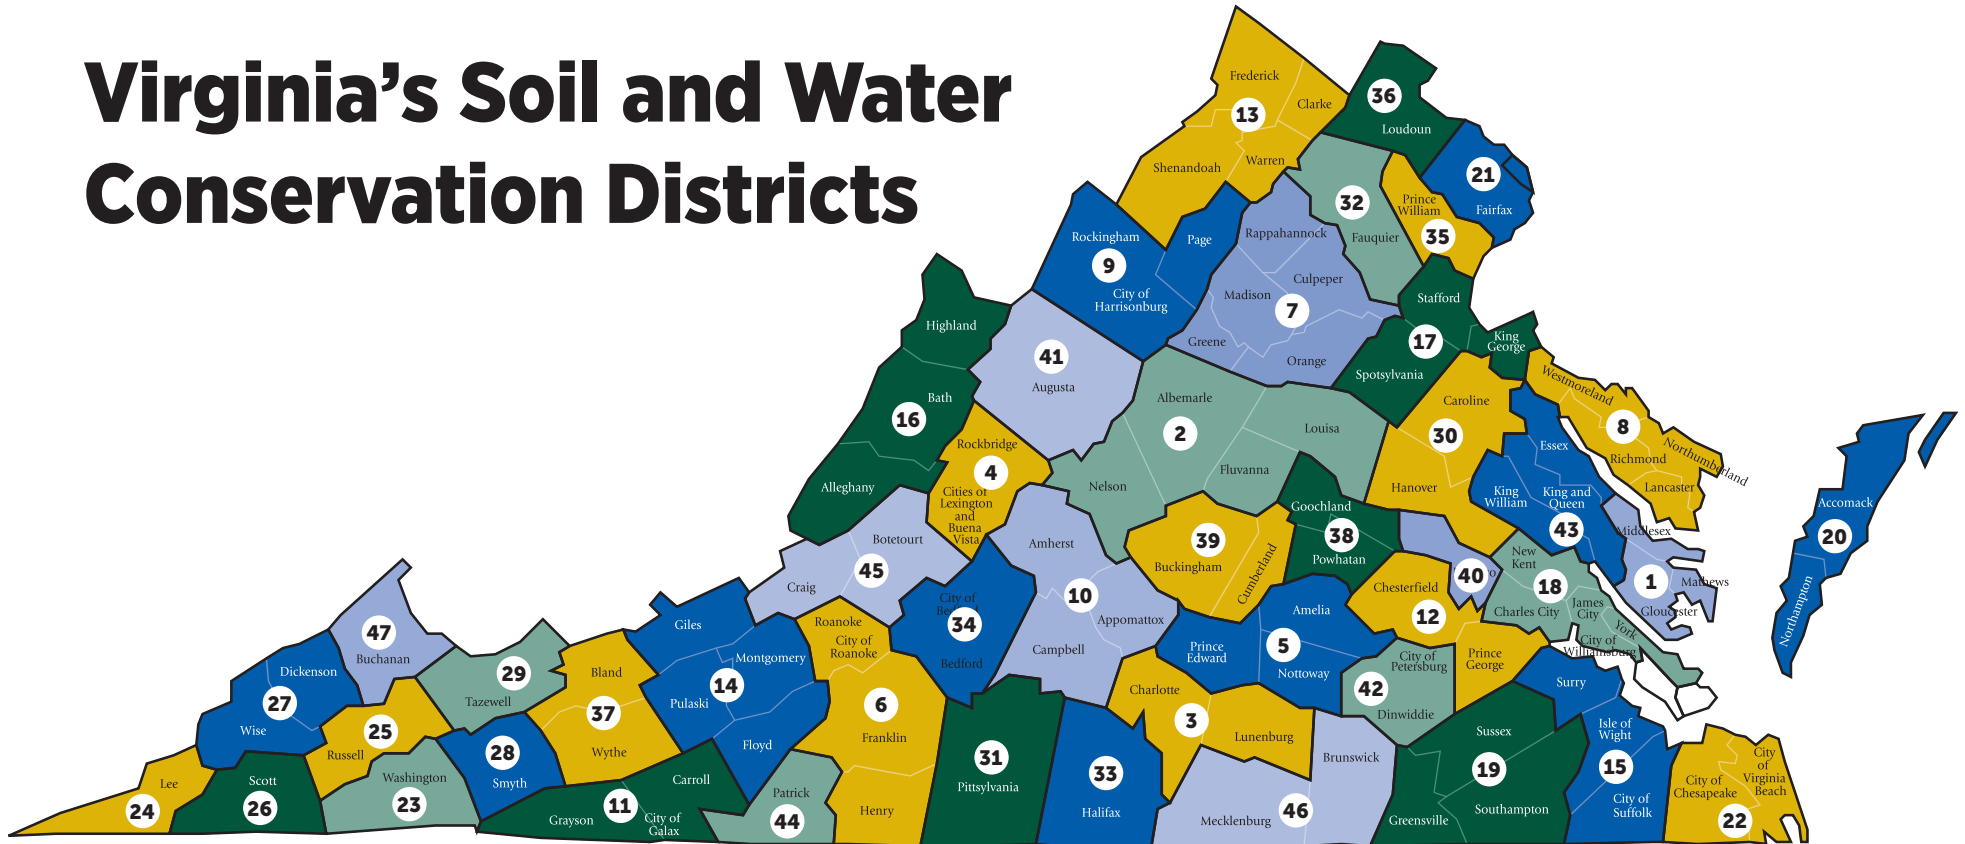 Virginia's Soil and Water
Conservation Districts
Frederick
Clarke
13
Shenandoah
Warren
36
Loudoun
21
Fairfax
32
Fauquier
Prince
William
35
Rockingham
9
City of
Harrisonburg
Page
Rappahannock
Culpeper
Madison
7
Greene
Orange
Stafford
17
Spotsylvania
King
George
Highland
Bath
16
Alleghany
41
Augusta
Rockbridge
4
Cities of
Lexington
and
Buena
Vista
Albemarle
2
Louisa
Fluvanna
Nelson
Caroline
30
Hanover
Westmoreland
8
Richmond
Northumberland
Lancaster
Essex
King
William
King and
Queen
43
Middlesex
1
Mathews
Gloucester
Accomack
20
Northampton
Goochland
38
Powhatan
39
Buckingham
Cumberland
Botetourt
Craig
45
Amherst
10
Appomattox
Campbell
City of
34
Bedford
Chesterfield
12
40
New
Kent
18
Charles City
James
City
York
City of
Williamsburg
Amelia
5
Prince
Edward
Nottoway
City of
Petersburg
42
Dinwiddie
Prince
George
Surry
Isle of
Wight
15
City of
Suffolk
City
of
Virginia
Beach
City of
Chesapeake
22
Sussex
19
Southampton
Greensville
Charlotte
3
Lunenburg
Brunswick
Mecklenburg
46
33
Halifax
31
Pittsylvania
Roanoke
City of
Roanoke
6
Franklin
Henry
Patrick
44
Giles
Montgomery
14
Pulaski
Floyd
Carroll
11
Grayson
City of
Galax
Bland
37
Wythe
29
Tazewell
28
Smyth
47
Buchanan
Dickenson
27
Wise
25
Russell
Washington
23
Scott
26
Lee
24